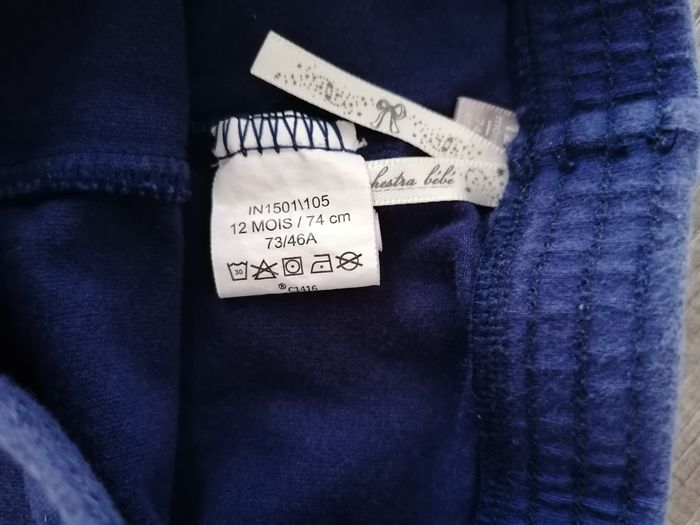 IN1501\105
12 MOIS / 74 cm
73/46A
30
® C1416
hestra bébé